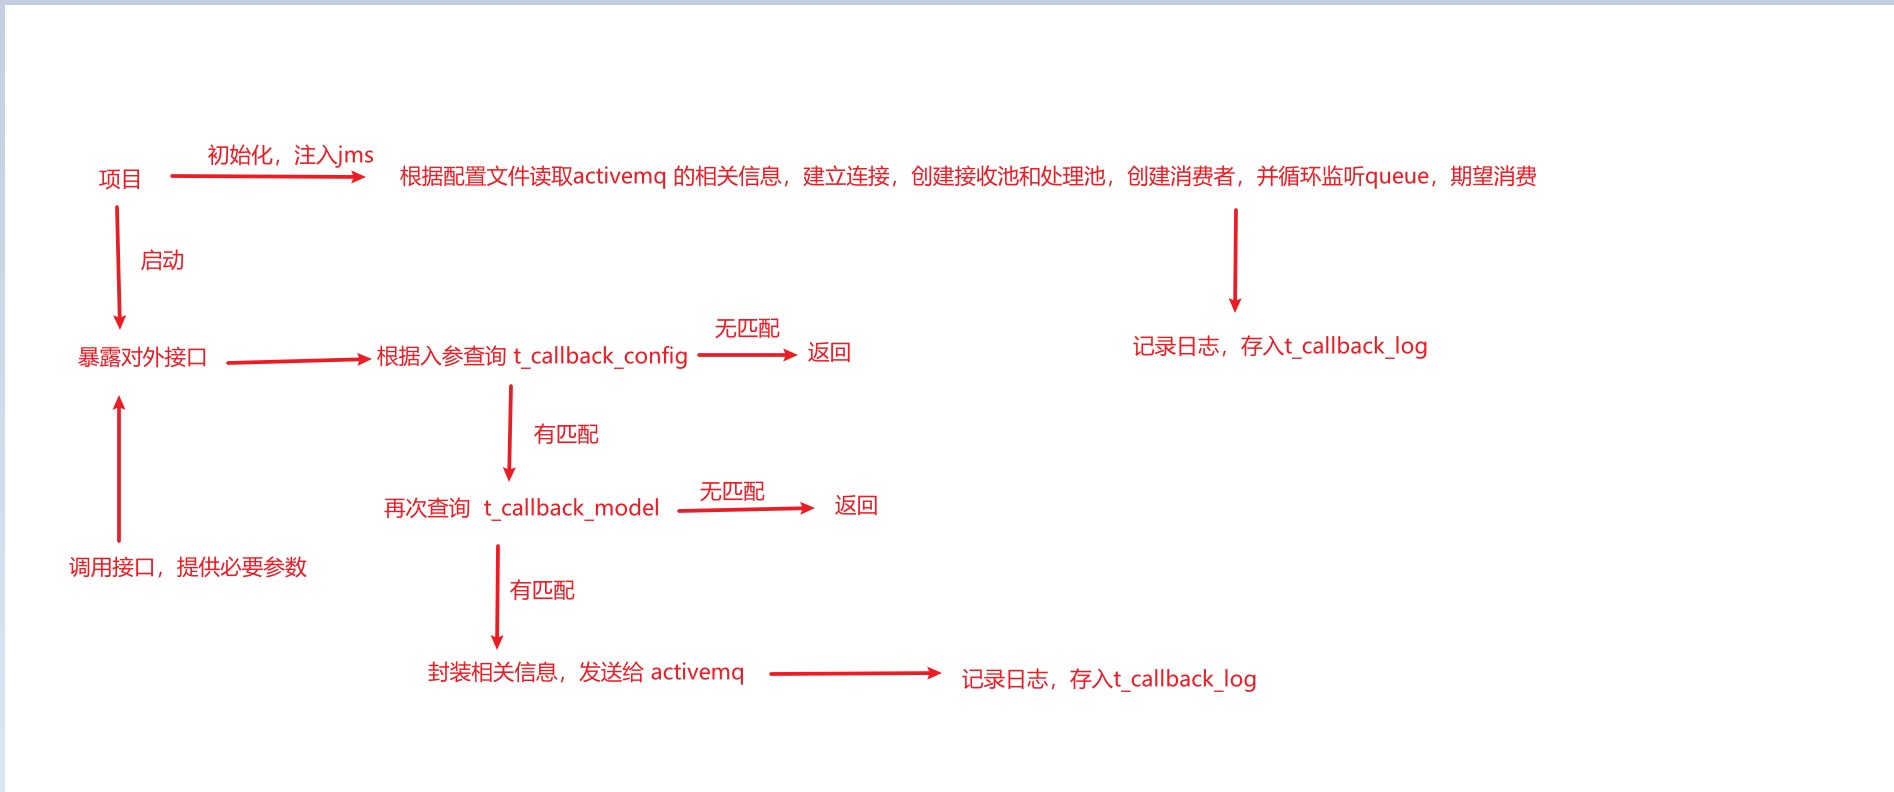 初始化，注入jms
项目
根据配置文件读取activemq 的相关信息，建立连接，创建接收池和处理池，创建消费者，并循环监听queue，期望消费
启动
无匹配
暴露对外接口
根据入参查询 t_callback_config
返回
记录日志，存入t_callback_log
有匹配
无匹配
再次查询 t_callback_model
返回
调用接口，提供必要参数
有匹配
封装相关信息，发送给 activemq
记录日志，存入t_callback_log